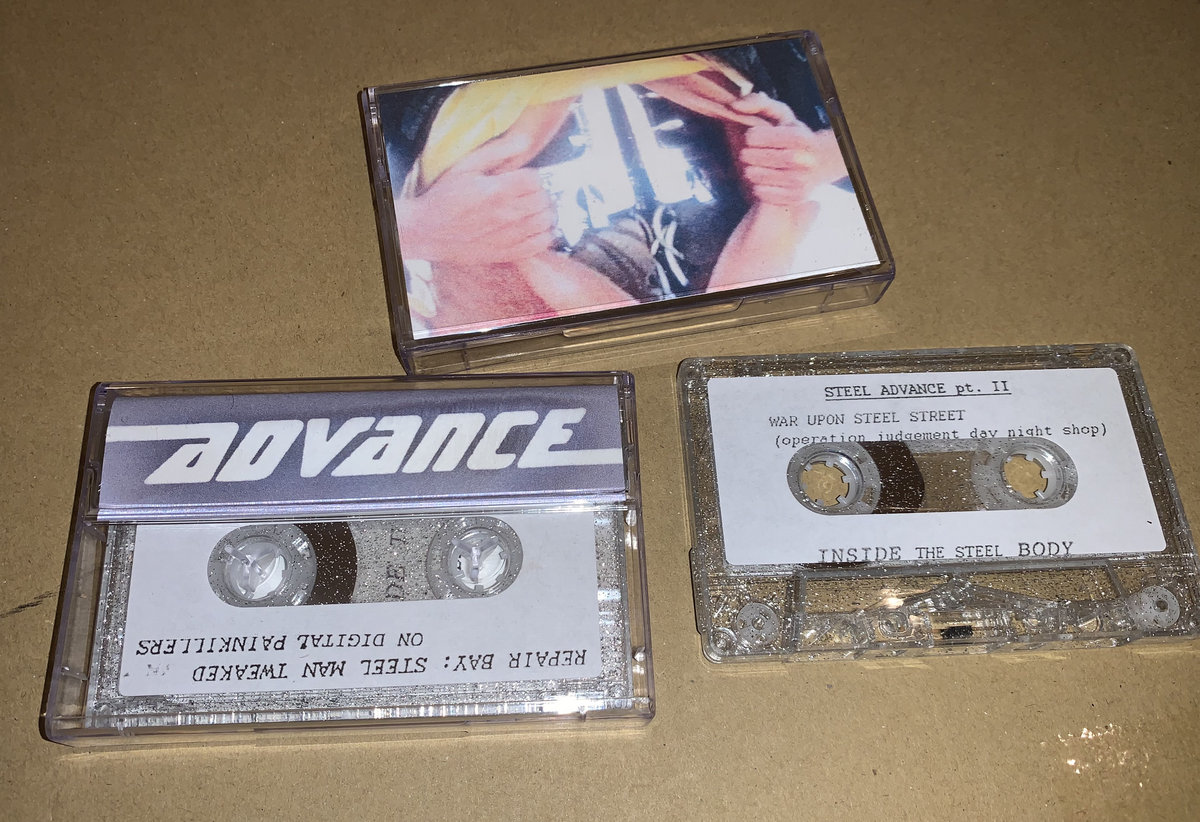 ADVANCE
DE T
REPAIR BAY: STEEL MAN TWEAKED
ON DIGITAL PAINKILLERS
STEEL ADVANCE pt. II
WAR UPON STEEL STREET
(operation judgement day night shop)
INSIDE THE STEEL BODY